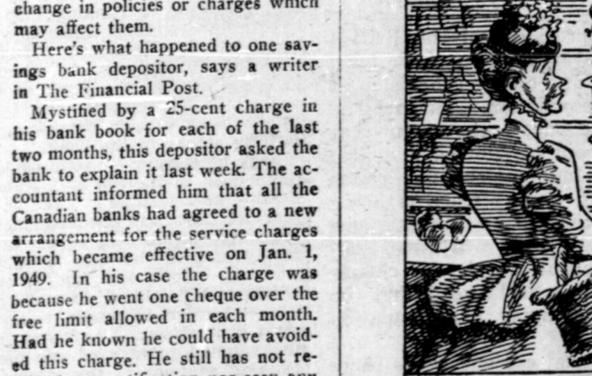 change in policies or charges which
may affect them.
Here's what happened to one sav-
ings bank depositor, says a writer
in The Financial Post.
Mystified by a 25-cent charge in
his bank book for each of the last
two months, this depositor asked the
bank to explain it last week. The ac-
countant informed him that all the
Canadian banks had agreed to a new
arrangement for the service charges
which became effective on Jan. 1,
1949. In his case the charge was
because he went one cheque over the
free limit allowed in each month.
Had he known he could have avoid-
ed this charge. He still has not re-